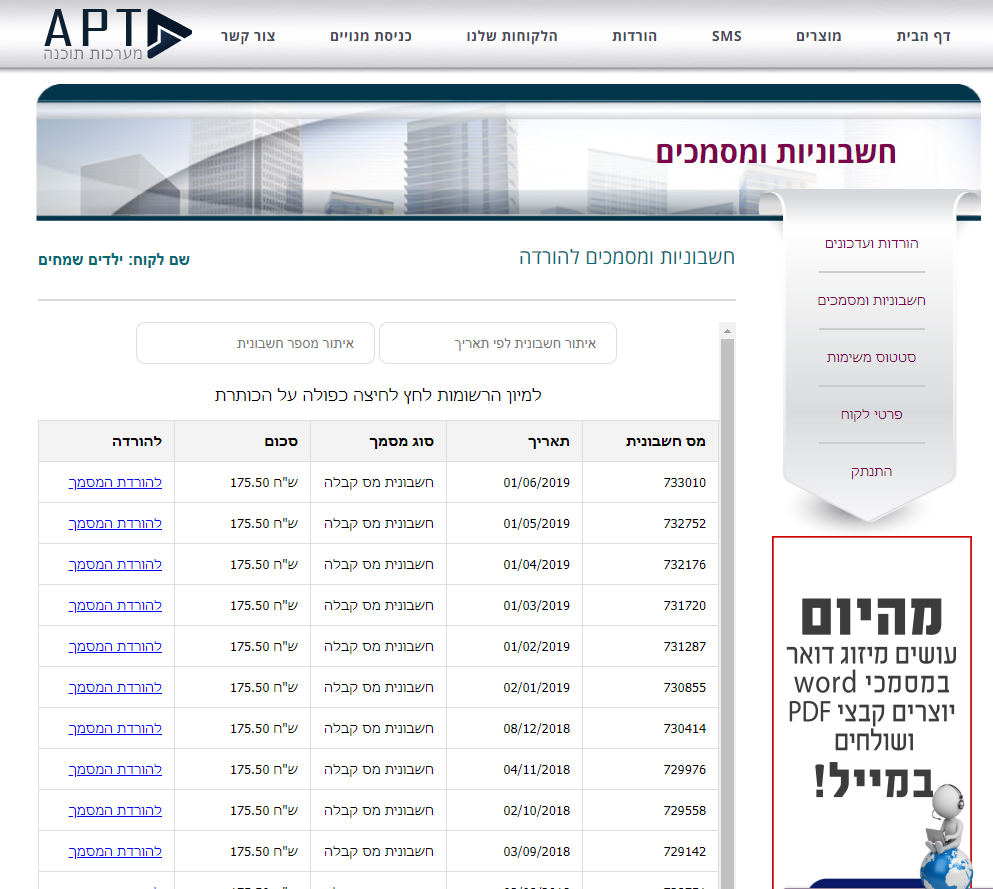 APT
מערכות תוכנה
דף הבית מוצרים SMS הורדות הלקוחות שלנו כניסת מנויים צור קשר
חשבוניות ומסמכים
הורדות ועדכונים
חשבוניות ומסמכים
סטטוס משימות
פרטי לקוח
התנתק
חשבוניות ומסמכים להורדה
שם לקוח: ילדים שמחים
איתור חשבונית לפי תאריך איתור מספר חשבונית
למיון הרשומות לחץ לחיצה כפולה על הכותרת
מס חשבונית תאריך סוג מסמך סכום להורדה
733010 01/06/2019 חשבונית מס קבלה 175.50 ש"ח להורדת המסמך
732752 01/05/2019 חשבונית מס קבלה 175.50 ש"ח להורדת המסמך
732176 01/04/2019 חשבונית מס קבלה 175.50 ש"ח להורדת המסמך
731720 01/03/2019 חשבונית מס קבלה 175.50 ש"ח להורדת המסמך
731287 01/02/2019 חשבונית מס קבלה 175.50 ש"ח להורדת המסמך
730855 02/01/2019 חשבונית מס קבלה 175.50 ש"ח להורדת המסמך
730414 08/12/2018 חשבונית מס קבלה 175.50 ש"ח להורדת המסמך
729976 04/11/2018 חשבונית מס קבלה 175.50 ש"ח להורדת המסמך
729558 02/10/2018 חשבונית מס קבלה 175.50 ש"ח להורדת המסמך
729142 03/09/2018 חשבונית מס קבלה 175.50 ש"ח להורדת המסמך
מהיום
עושים מיזוג דואר
במסמכי word
יוצרים קבצי PDF
ושולחים
במייל!